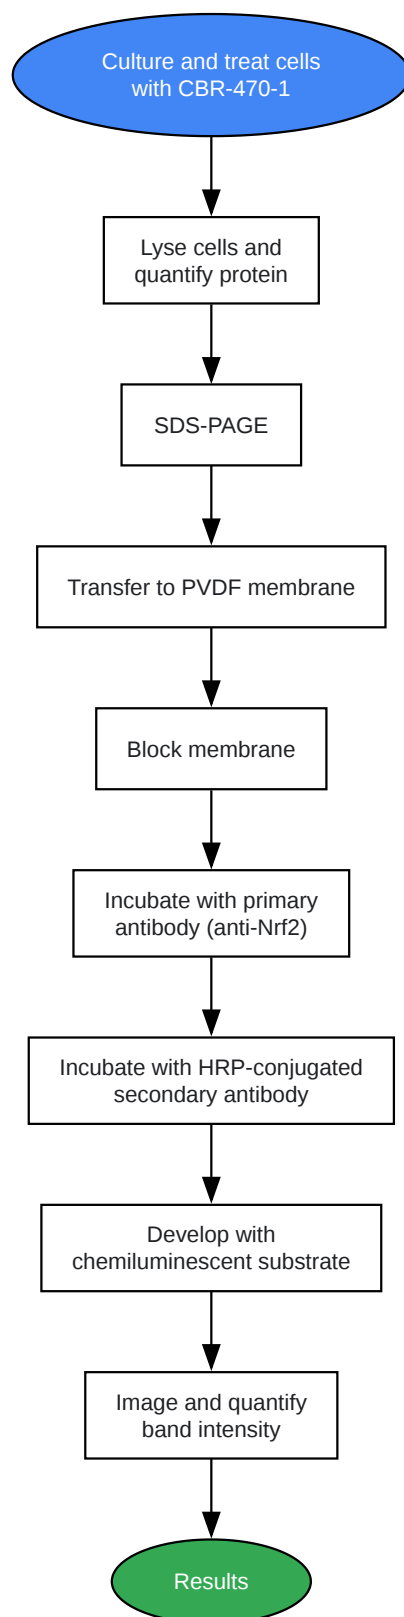 Culture and treat cells
with CBR-470-1
Lyse cells and
quantify protein
SDS-PAGE
Transfer to PVDF membrane
Block membrane
Incubate with primary
antibody (anti-Nrf2)
Incubate with HRP-conjugated
secondary antibody
Develop with
chemiluminescent substrate
Image and quantify
band intensity
Results